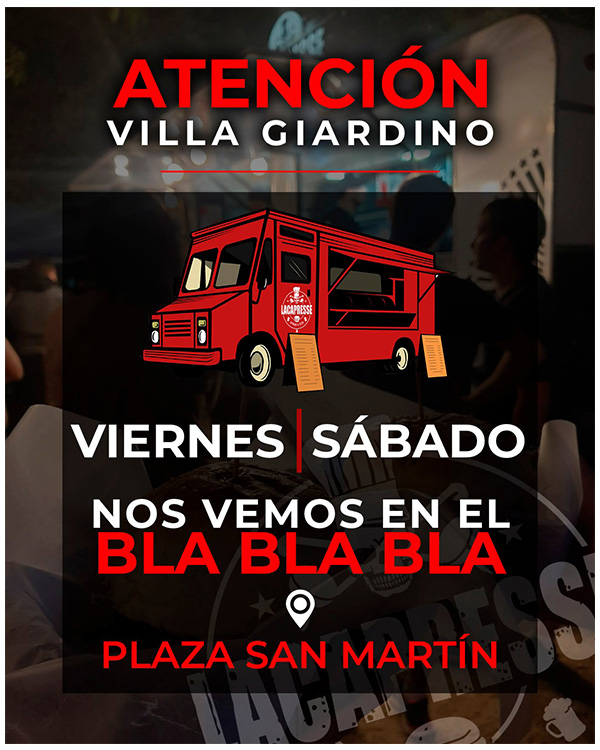 ATENCIÓN
VILLA GIARDINO
LACAPRESSE
VIERNES | SÁBADO
NOS VEMOS EN EL
BLA BLA BLA
PLAZA SAN MARTÍN
LACAPRESSE